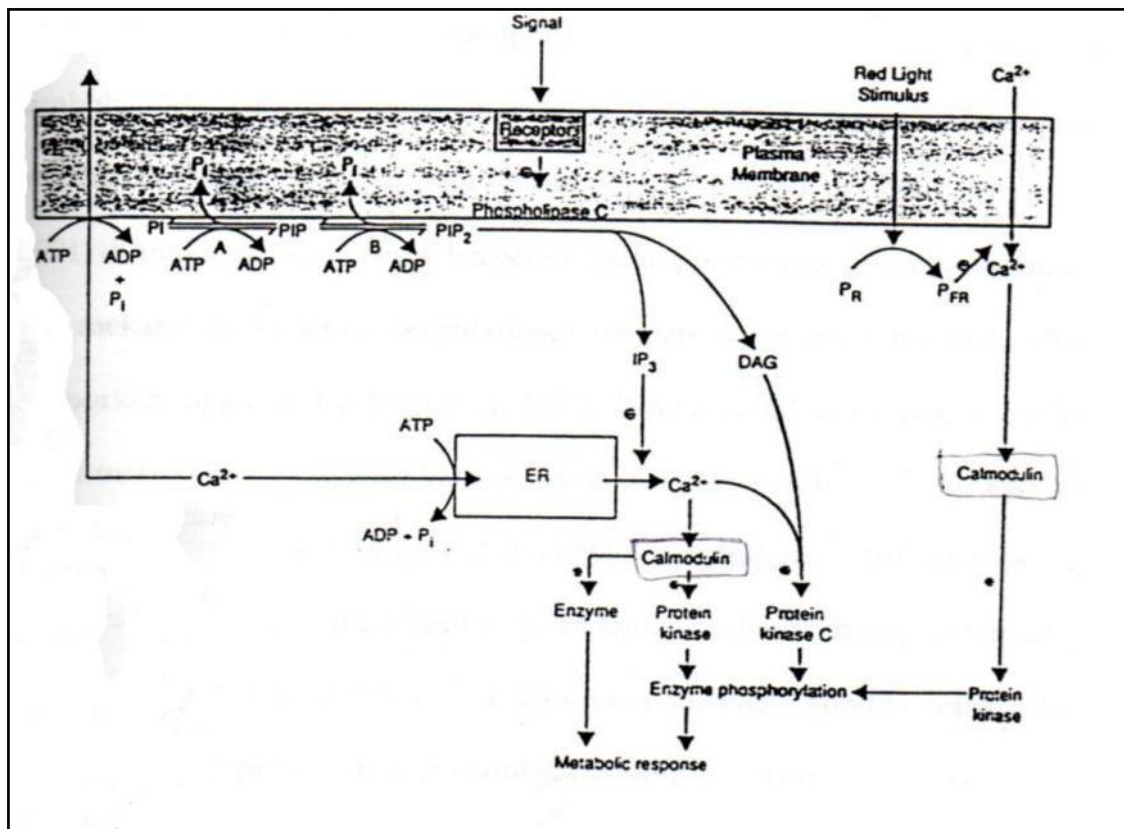 Signal
Red Light
Stimulus
Ca2+
Receptor
Plasma
Membrane
Pi
Pi
e
Phospholipase C
PI
PIP
PIP2
A
B
ATP
ADP
+
Pi
ATP
ADP
ATP
ADP
PR
PFR
e
Ca2+
IP3
DAG
e
ATP
Ca2+
ER
Ca2+
Calmodulin
ADP + Pi
Calmodulin
e
e
e
e
Enzyme
Protein
kinase
Protein
kinase C
Enzyme phosphorylation
Protein
kinase
Metabolic response